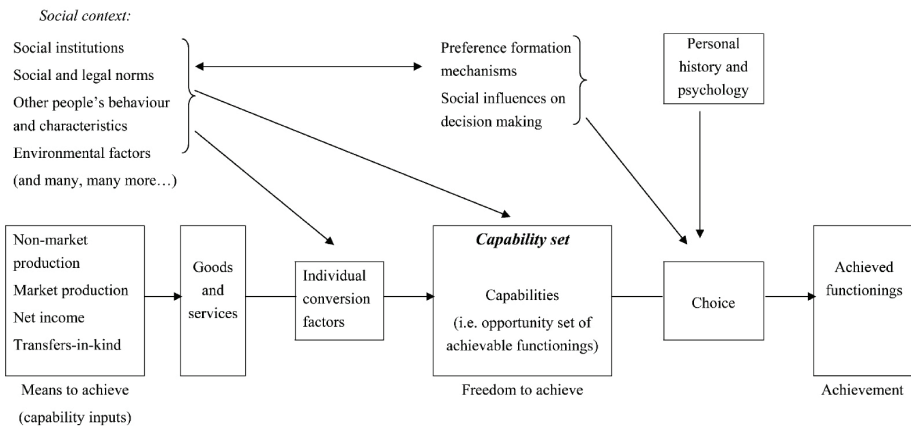 Social context:
Social institutions
Social and legal norms
Other people's behaviour
and characteristics
Environmental factors
(and many, many more…)
Preference formation
mechanisms
Social influences on
decision making
Personal
history and
psychology
Non-market
production
Market production
Net income
Transfers-in-kind
Goods
and
services
Individual
conversion
factors
Capability set
Capabilities
(i.e. opportunity set of
achievable functionings)
Choice
Achieved
functionings
Means to achieve
(capability inputs)
Freedom to achieve
Achievement